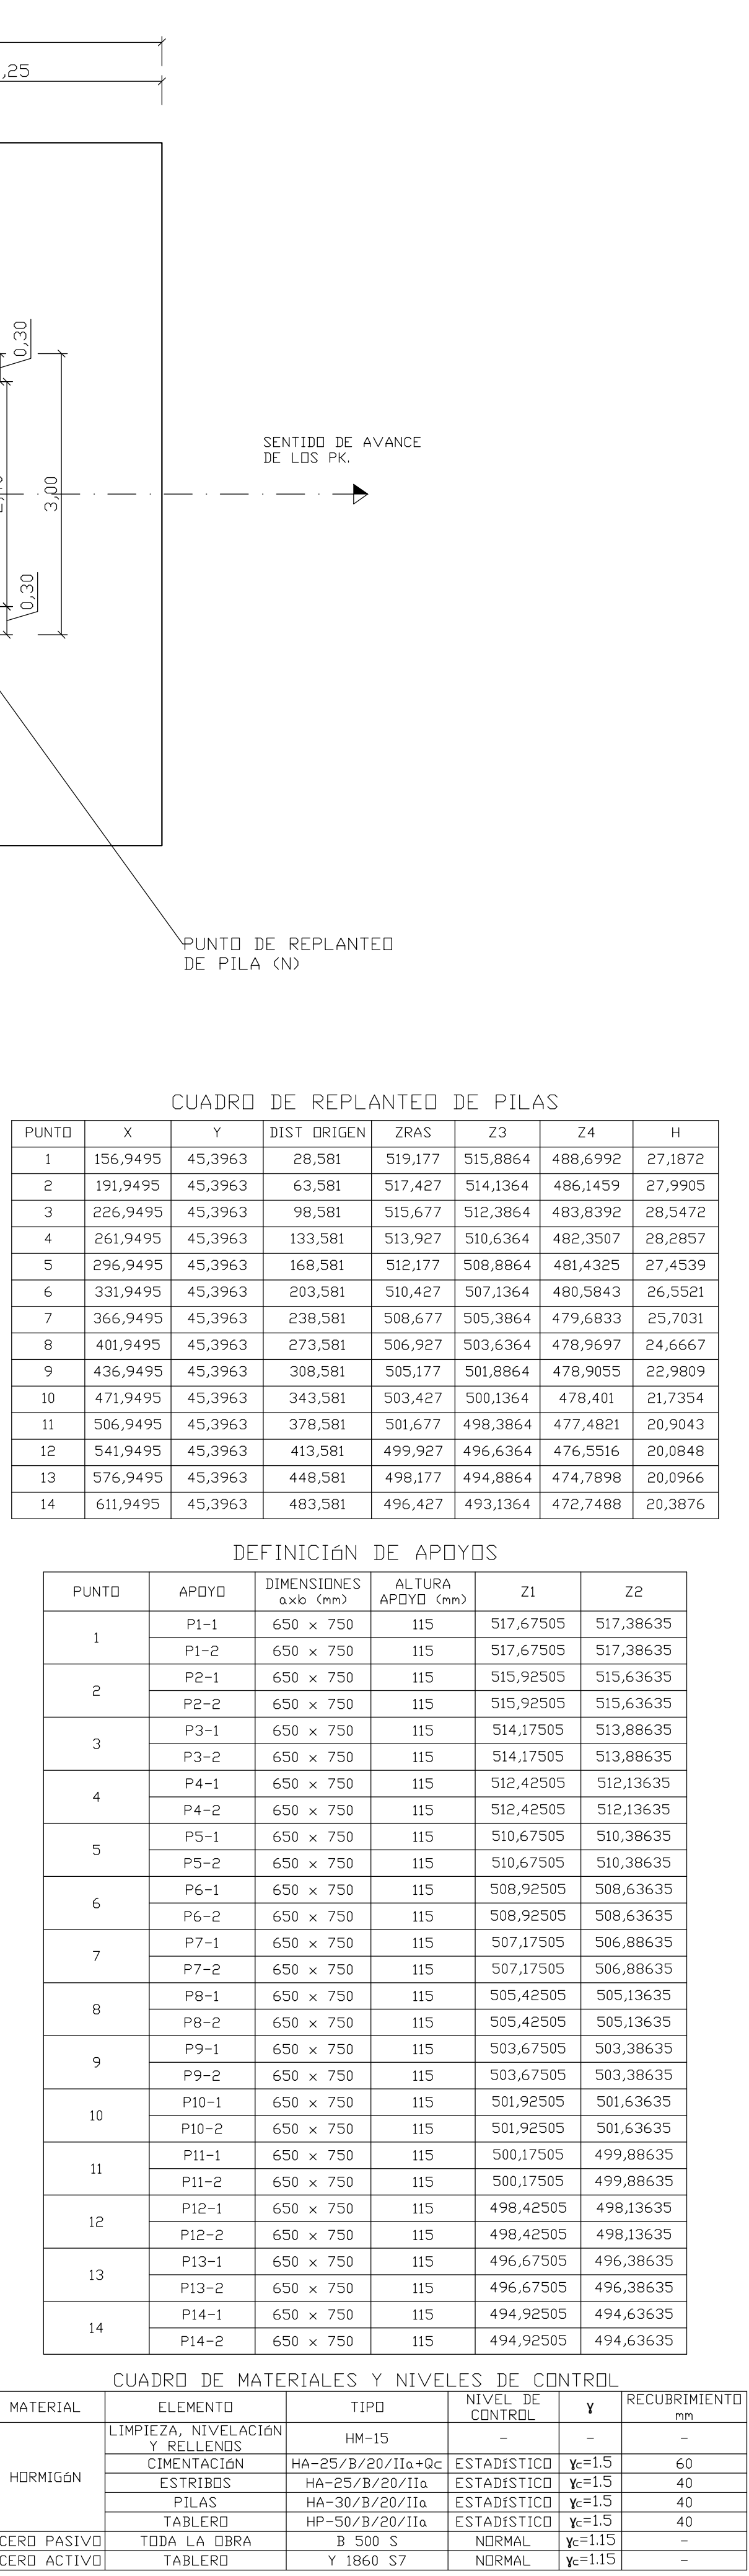 ,25
0,30
3,00
0,30
SENTIDO DE AVANCE
DE LOS PK.
PUNTO DE REPLANTEO
DE PILA (N)
CUADRO DE REPLANTEO DE PILAS
PUNTO X Y DIST ORIGEN ZRAS Z3 Z4 H
1 156,9495 45,3963 28,581 519,177 515,8864 488,6992 27,1872
2 191,9495 45,3963 63,581 517,427 514,1364 486,1459 27,9905
3 226,9495 45,3963 98,581 515,677 512,3864 483,8392 28,5472
4 261,9495 45,3963 133,581 513,927 510,6364 482,3507 28,2857
5 296,9495 45,3963 168,581 512,177 508,8864 481,4325 27,4539
6 331,9495 45,3963 203,581 510,427 507,1364 480,5843 26,5521
7 366,9495 45,3963 238,581 508,677 505,3864 479,6833 25,7031
8 401,9495 45,3963 273,581 506,927 503,6364 478,9697 24,6667
9 436,9495 45,3963 308,581 505,177 501,8864 478,9055 22,9809
10 471,9495 45,3963 343,581 503,427 500,1364 478,401 21,7354
11 506,9495 45,3963 378,581 501,677 498,3864 477,4821 20,9043
12 541,9495 45,3963 413,581 499,927 496,6364 476,5516 20,0848
13 576,9495 45,3963 448,581 498,177 494,8864 474,7898 20,0966
14 611,9495 45,3963 483,581 496,427 493,1364 472,7488 20,3876
DEFINICIóN DE APOYOS
PUNTO APOYO DIMENSIONES axb (mm) ALTURA APOYO (mm) Z1 Z2
1 P1-1 650 x 750 115 517,67505 517,38635
P1-2 650 x 750 115 517,67505 517,38635
2 P2-1 650 x 750 115 515,92505 515,63635
P2-2 650 x 750 115 515,92505 515,63635
3 P3-1 650 x 750 115 514,17505 513,88635
P3-2 650 x 750 115 514,17505 513,88635
4 P4-1 650 x 750 115 512,42505 512,13635
P4-2 650 x 750 115 512,42505 512,13635
5 P5-1 650 x 750 115 510,67505 510,38635
P5-2 650 x 750 115 510,67505 510,38635
6 P6-1 650 x 750 115 508,92505 508,63635
P6-2 650 x 750 115 508,92505 508,63635
7 P7-1 650 x 750 115 507,17505 506,88635
P7-2 650 x 750 115 507,17505 506,88635
8 P8-1 650 x 750 115 505,42505 505,13635
P8-2 650 x 750 115 505,42505 505,13635
9 P9-1 650 x 750 115 503,67505 503,38635
P9-2 650 x 750 115 503,67505 503,38635
10 P10-1 650 x 750 115 501,92505 501,63635
P10-2 650 x 750 115 501,92505 501,63635
11 P11-1 650 x 750 115 500,17505 499,88635
P11-2 650 x 750 115 500,17505 499,88635
12 P12-1 650 x 750 115 498,42505 498,13635
P12-2 650 x 750 115 498,42505 498,13635
13 P13-1 650 x 750 115 496,67505 496,38635
P13-2 650 x 750 115 496,67505 496,38635
14 P14-1 650 x 750 115 494,92505 494,63635
P14-2 650 x 750 115 494,92505 494,63635
CUADRO DE MATERIALES Y NIVELES DE CONTROL
MATERIAL ELEMENTO TIPO NIVEL DE CONTROL γ RECUBRIMIENTO mm
HORMIGóN LIMPIEZA, NIVELACIóN Y RELLENOS HM-15 - - -
CIMENTACIóN HA-25/B/20/IIa+Qc ESTADíSTICO γc=1.5 60
ESTRIBOS HA-25/B/20/IIa ESTADíSTICO γc=1.5 40
PILAS HA-30/B/20/IIa ESTADíSTICO γc=1.5 40
TABLERO HP-50/B/20/IIa ESTADíSTICO γc=1.5 40
CERO PASIVO TODA LA OBRA B 500 S NORMAL γc=1.15 -
CERO ACTIVO TABLERO Y 1860 S7 NORMAL γc=1.15 -